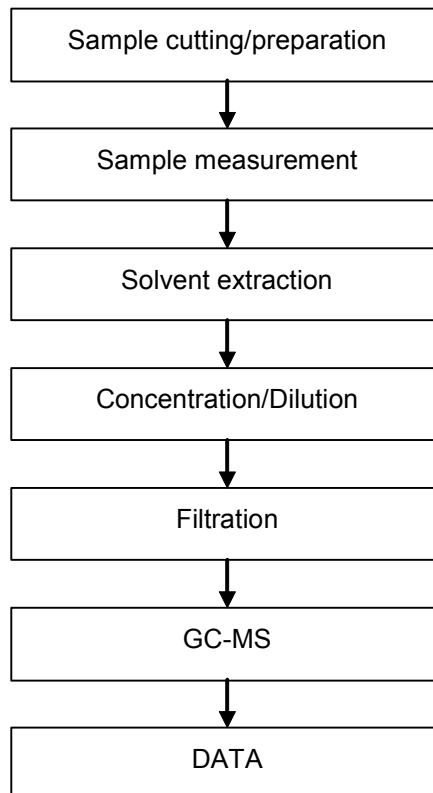 Sample cutting/preparation
Sample measurement
Solvent extraction
Concentration/Dilution
Filtration
GC-MS
DATA